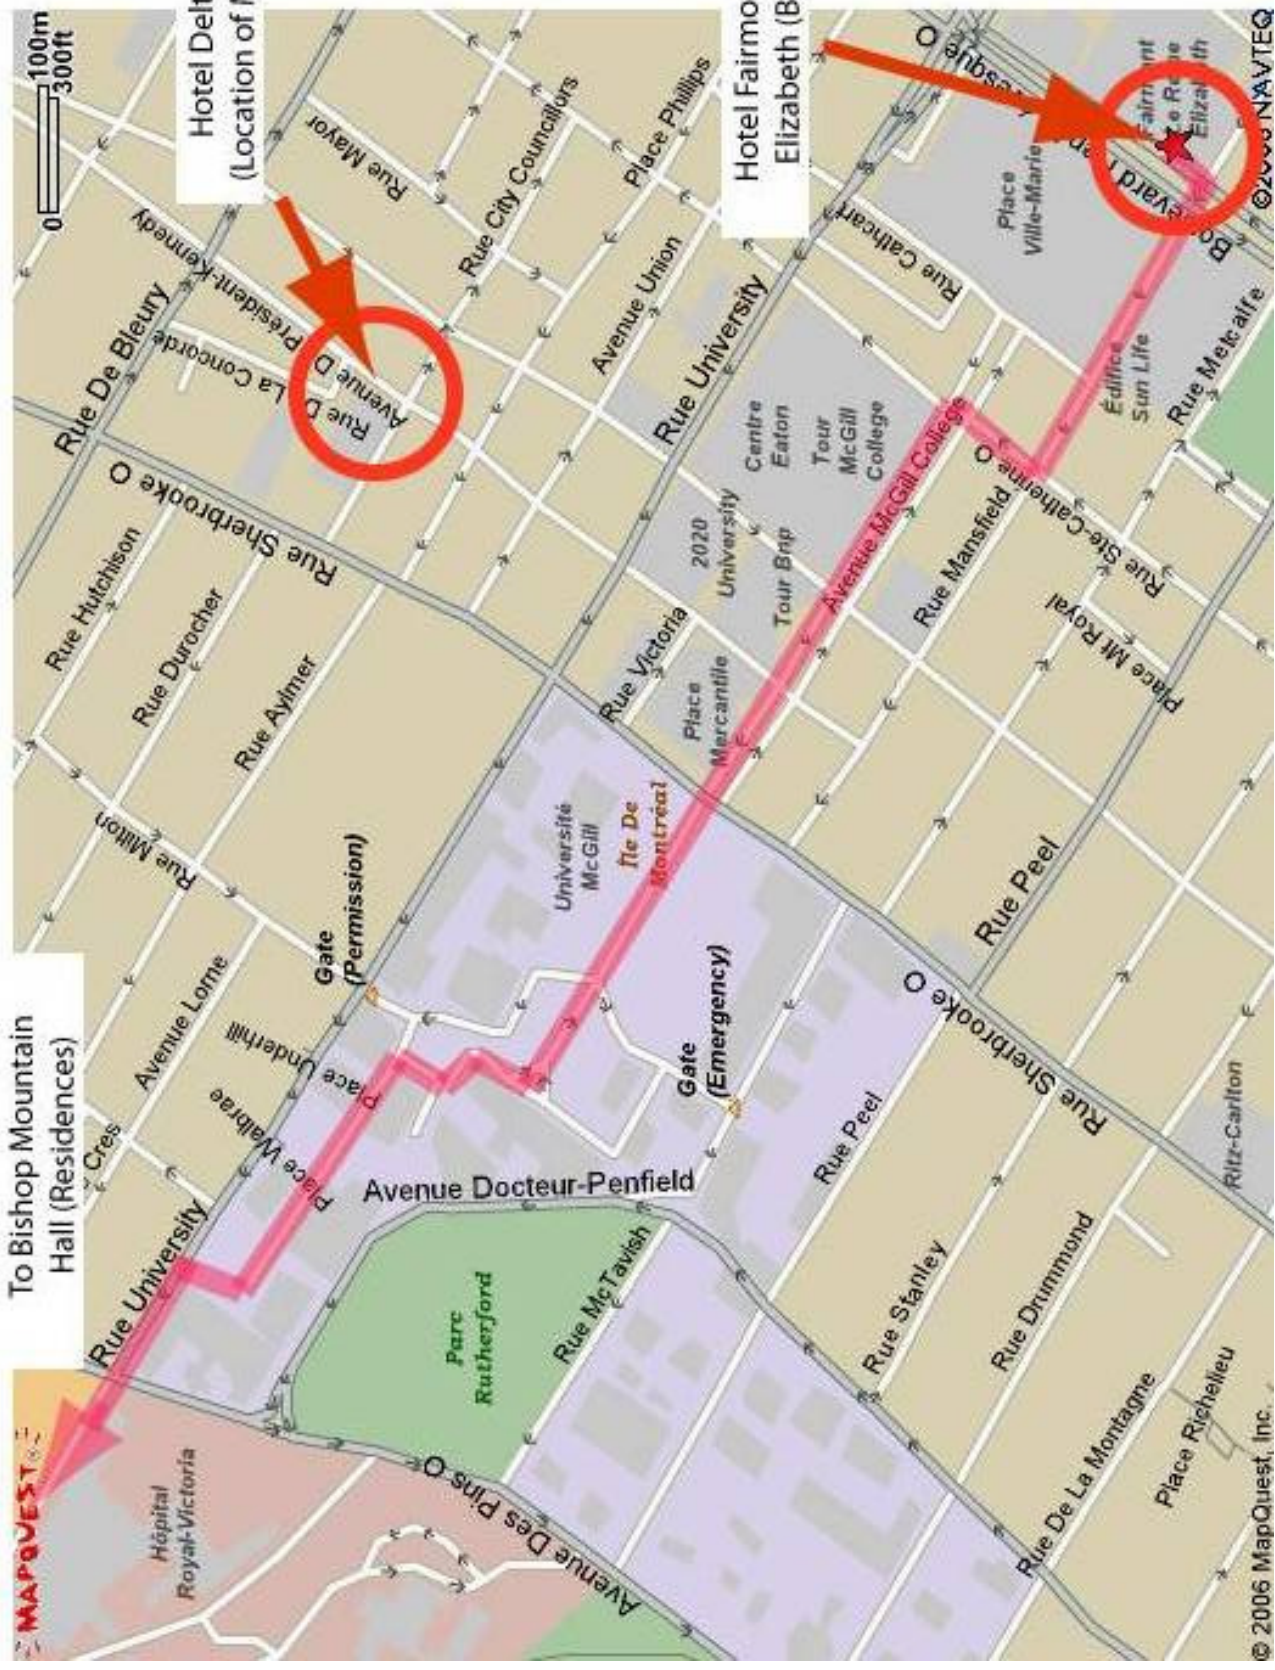 MAPQUEST
To Bishop Mountain
Hall (Residences)
Hotel Delt
(Location of
Hotel Fairmo
Elizabeth (B
0
100m
300ft
Rue Mayor
Rue City Councillors
Place Phillips
Avenue Union
Rue University
Rue Cathcart
Place
Ville-Marie
Fairmont
Elizabeth
Édifice
Sun Life
Rue Metcalfe
Président-Kennedy
Avenue D
Rue D
La Concorde
Rue De Bleury
Rue Sherbrooke O
Rue Hutchison
Rue Durocher
Rue Aylmer
Rue Milton
Centre
Eaton
Tour
McGill
College
2020
University
Tour Bnp
Avenue McGill College
Rue Mansfield
Rue Ste-Catherine O
Place Mt Royal
Rue Victoria
Place
Mercantile
Université
McGill
Île De
Montréal
Gate
(Permission)
Gate
(Emergency)
Avenue Lorne
Place Underhill
Place Walbrae
Cres
Rue University
Avenue Docteur-Penfield
Parc
Rutherford
Rue McTavish
Rue Peel
Rue Peel
Rue Sherbrooke O
Rue Stanley
Rue Drummond
Ritz-Carlton
Rue De La Montagne
Place Richelieu
Hôpital
Royal-Victoria
Avenue Des Pins O
© 2006 MapQuest, Inc.
NAVTEQ